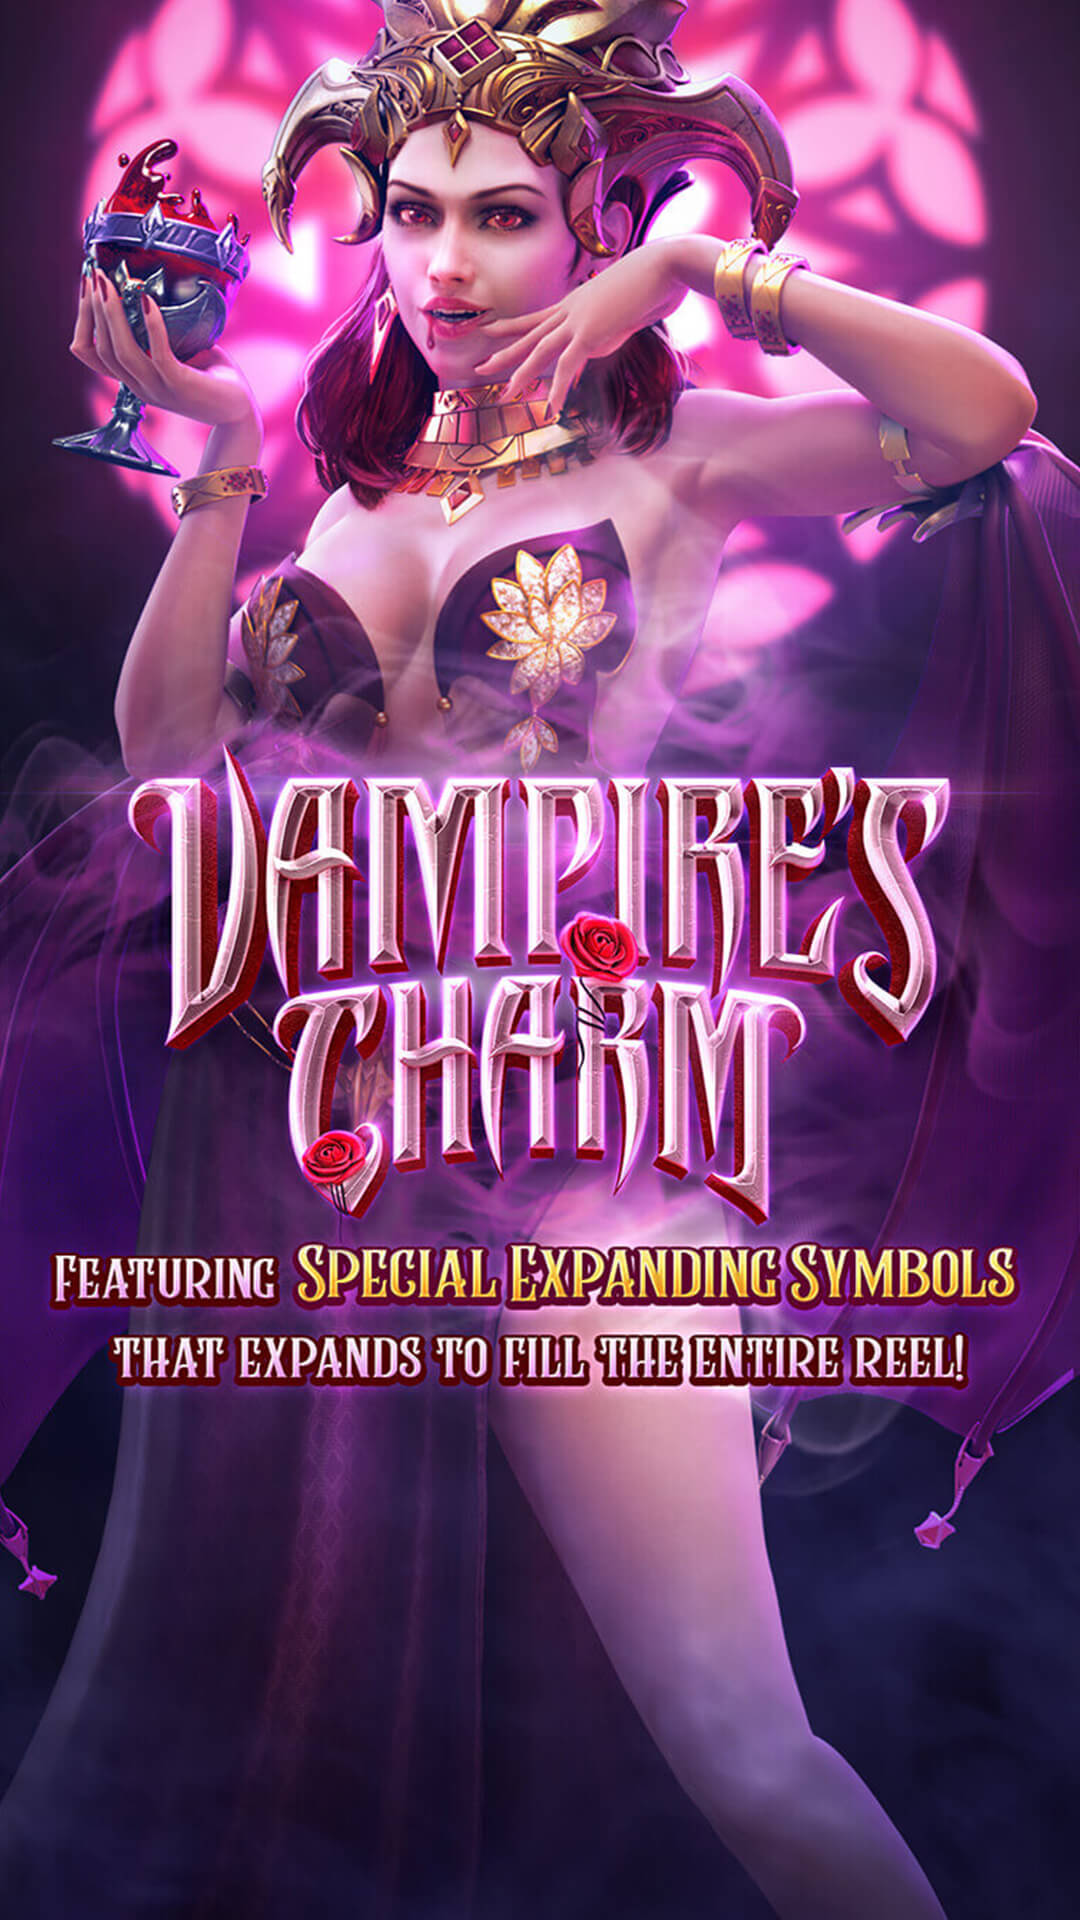 VAMPIRE'S
CHARM
FEATURING SPECIAL EXPANDING SYMBOLS
THAT EXPANDS TO FILL THE ENTIRE REEL!